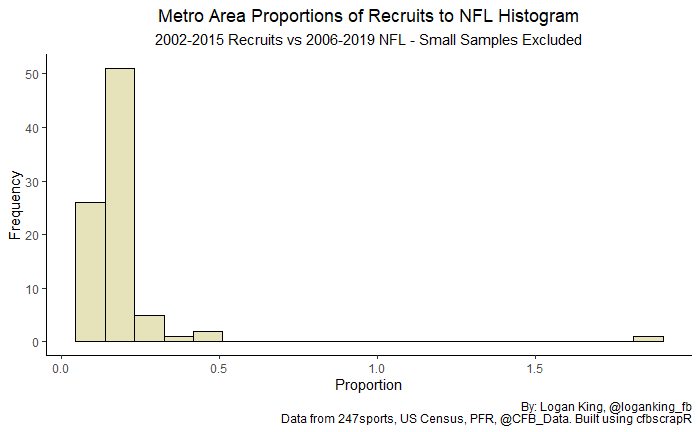 Metro Area Proportions of Recruits to NFL Histogram
2002-2015 Recruits vs 2006-2019 NFL - Small Samples Excluded
Frequency
50
40
30
20
10
0
0.0 0.5 1.0 1.5
Proportion
By: Logan King, @loganking_fb
Data from 247sports, US Census, PFR, @CFB_Data. Built using cfbscrapR